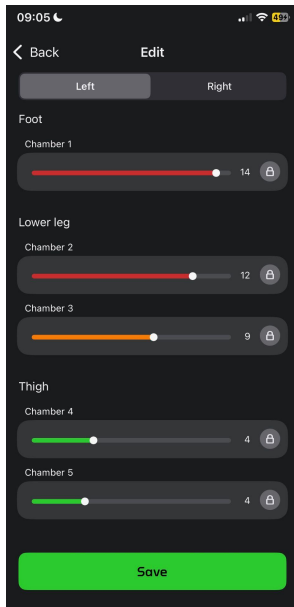 09:05
49
Back Edit
Left Right
Foot
Chamber 1
14
Lower leg
Chamber 2
12
Chamber 3
9
Thigh
Chamber 4
4
Chamber 5
4
Save